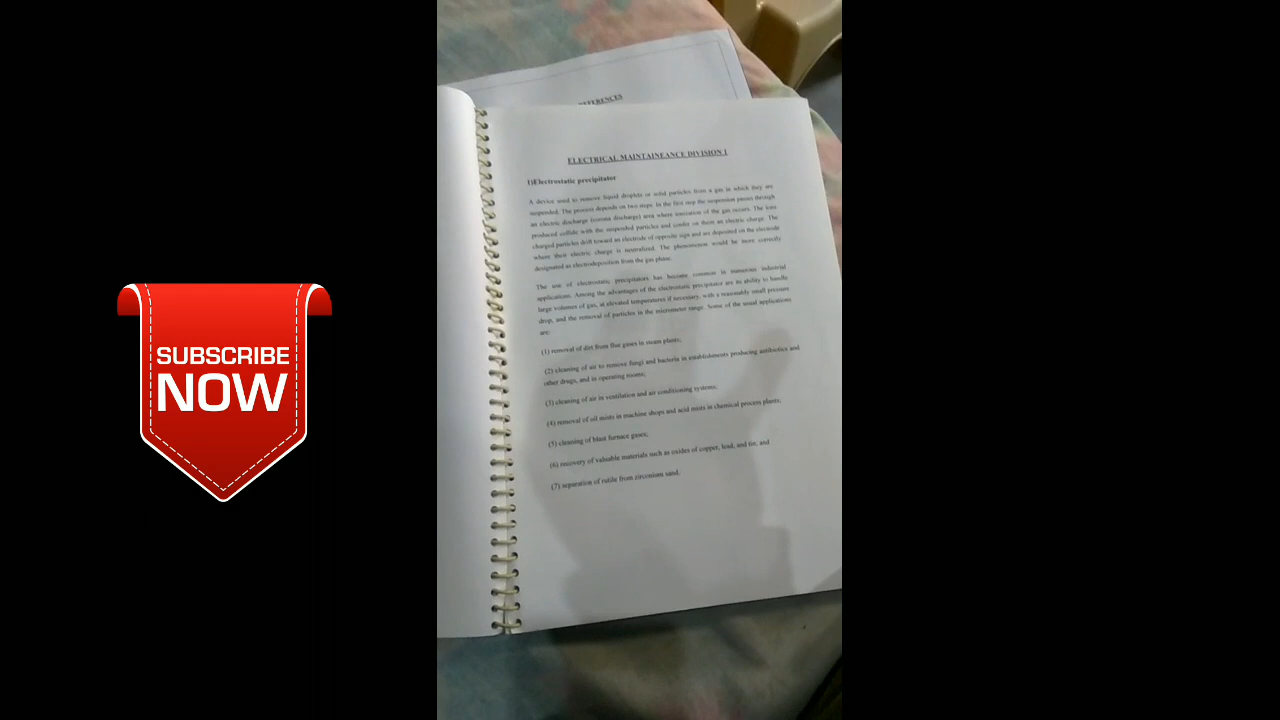 SUBSCRIBE
NOW
REFERENCES
ELECTRICAL MAINTAINEANCE DIVISION I
1)Electrostatic precipitator
A device used to remove liquid droplets or solid particles from a gas in which they are
suspended. The process depends on two steps. In the first step the suspension passes through
an electric discharge (corona discharge) area where ionization of the gas occurs. The ions
produced collide with the suspended particles and confer on them an electric charge. The
charged particles drift toward an electrode of opposite sign and are deposited on the electrode
where their electric charge is neutralized. The phenomenon would be more correctly
designated as electrodeposition from the gas phase.
The use of electrostatic precipitators has become common in numerous industrial
applications. Among the advantages of the electrostatic precipitator are its ability to handle
large volumes of gas, at elevated temperatures if necessary, with a reasonably small pressure
drop, and the removal of particles in the micrometer range. Some of the usual applications
are:
(1) removal of dirt from flue gases in steam plants;
(2) cleaning of air to remove fungi and bacteria in establishments producing antibiotics and
other drugs, and in operating rooms;
(3) cleaning of air in ventilation and air conditioning systems;
(4) removal of oil mists in machine shops and acid mists in chemical process plants;
(5) cleaning of blast furnace gases;
(6) recovery of valuable materials such as oxides of copper, lead, and tin; and
(7) separation of rutile from zirconium sand.